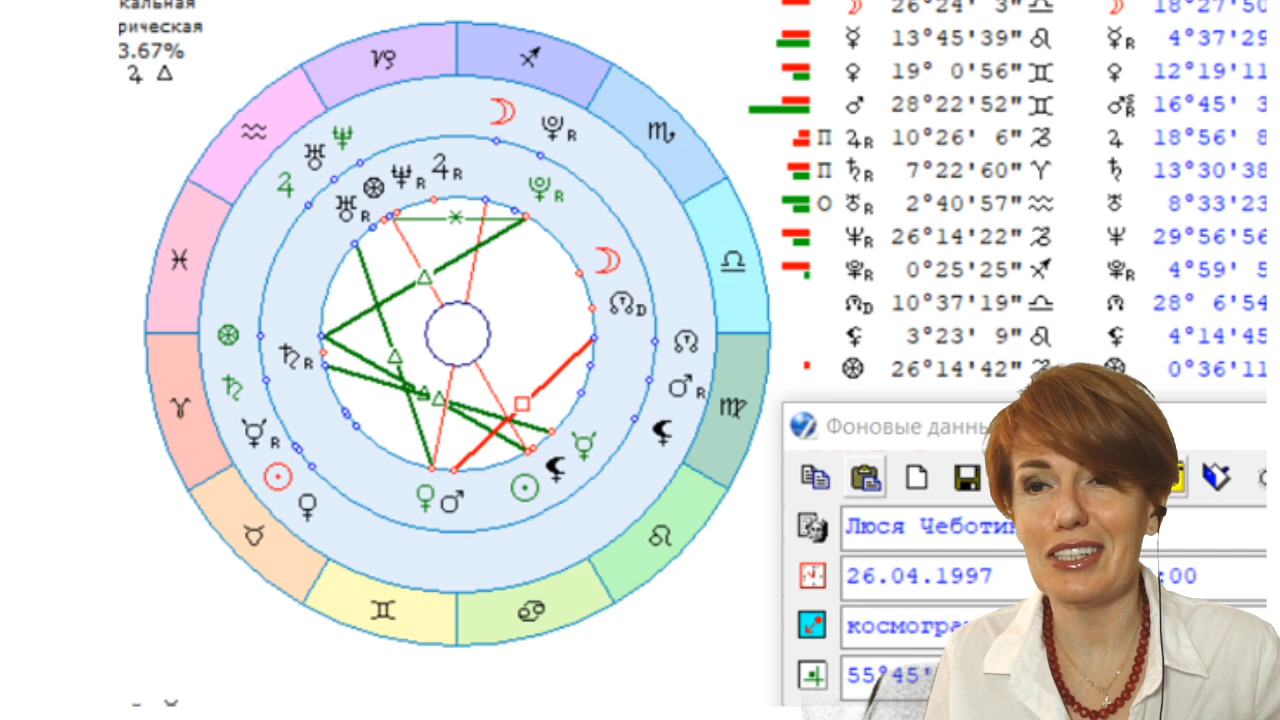 кальная
рическая
3.67%
26°24' 3" 18°27'50
13°45'39" R 4°37'29
19° 0'56" 12°19'11
28°22'52" R 16°45' 3
П R 10°26' 6" 18°56' 8
П R 7°22'60" 13°30'38
О R 2°40'57" 8°33'23
R 26°14'22" 29°56'56
R 0°25'25" R 4°59' 5
D 10°37'19" 28° 6'54
3°23' 9" 4°14'45
26°14'42" 0°36'11
Фоновые данны
Люся Чеботи
26.04.1997 :00
космогра
55°45'